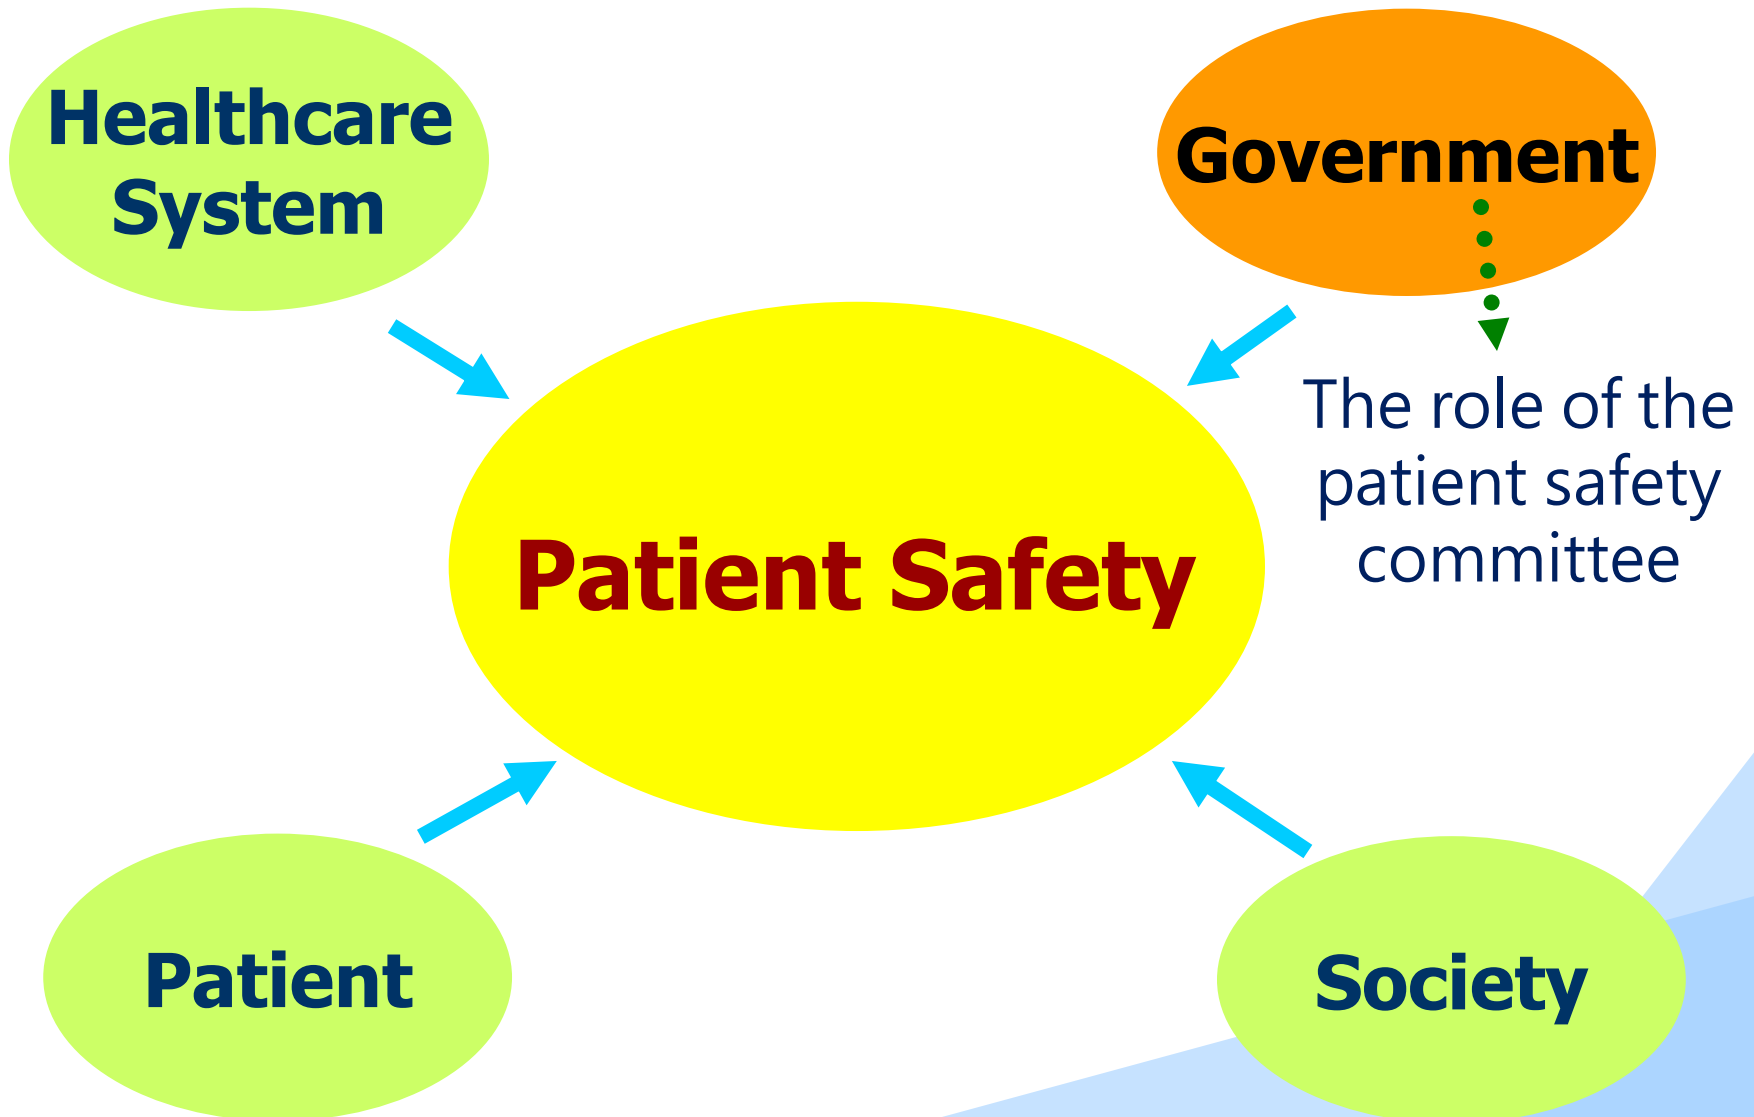 Healthcare
System
Government
The role of the
patient safety
committee
Patient Safety
Patient
Society